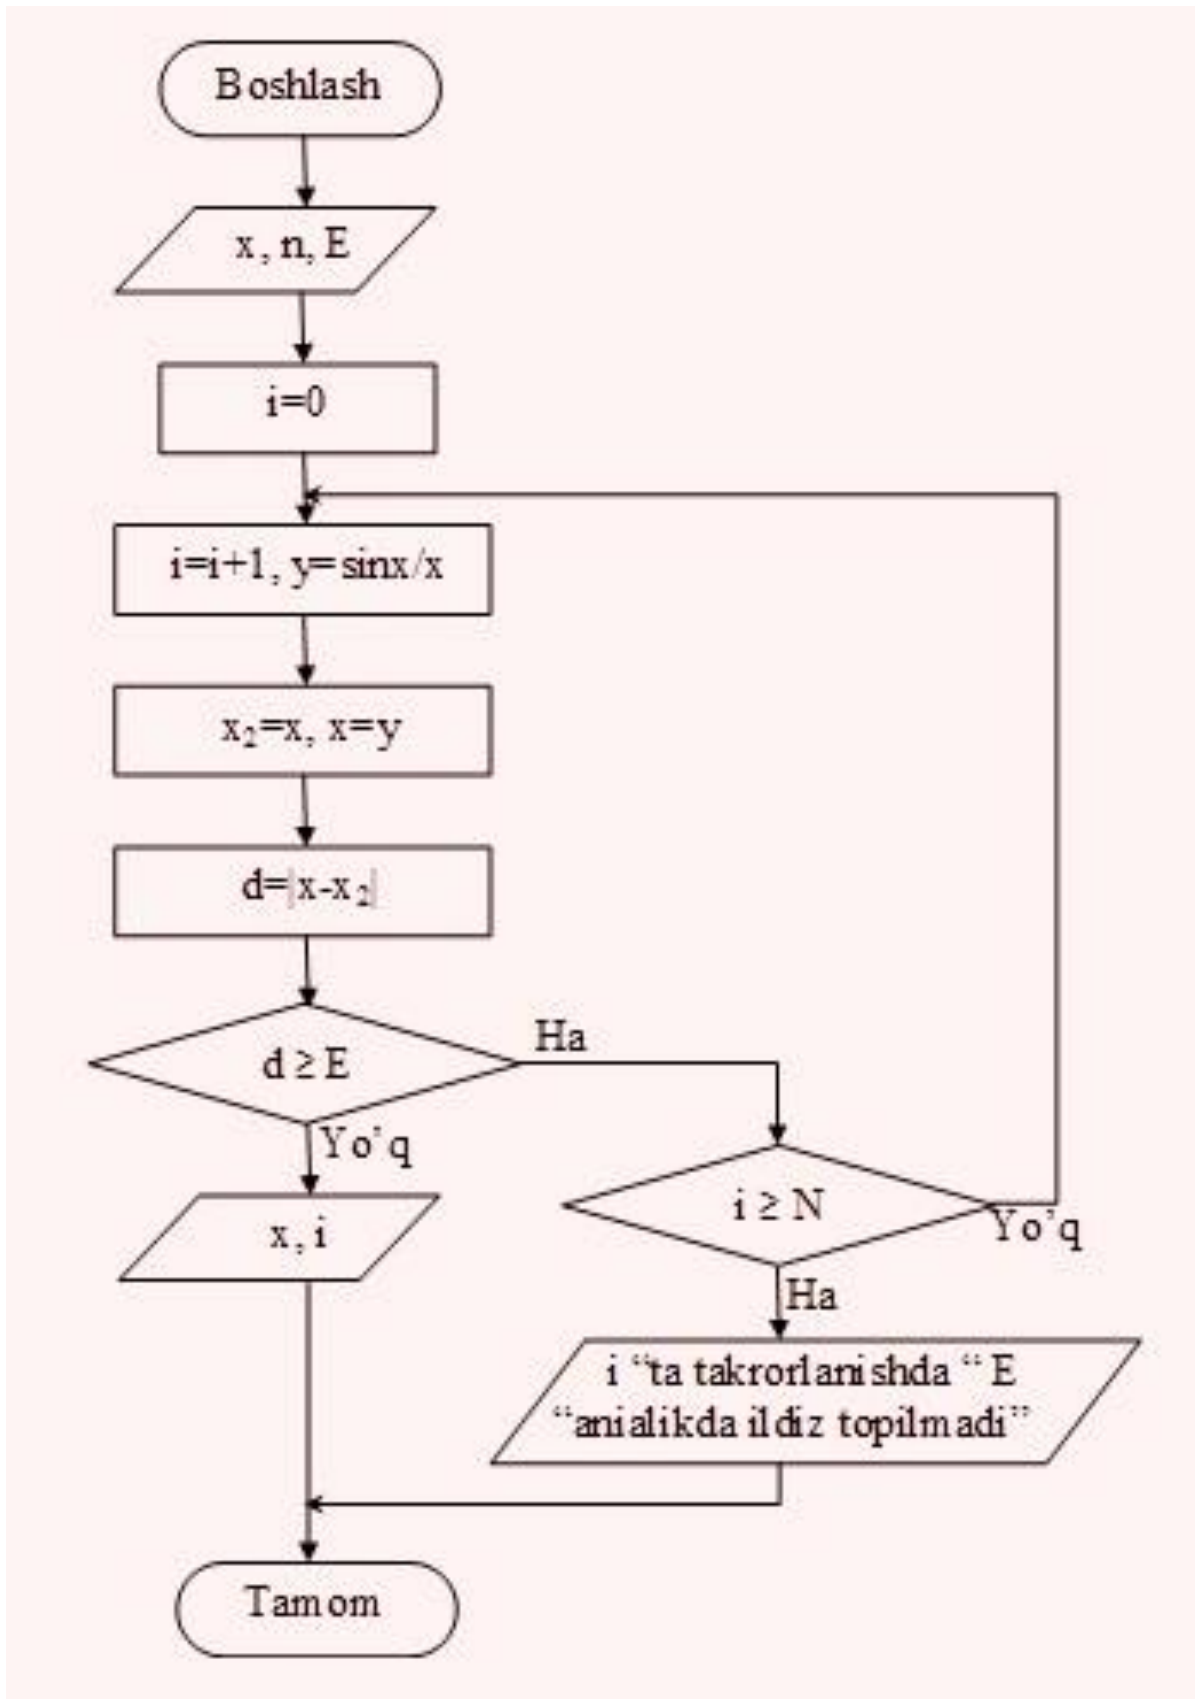 Boshlash
x, n, E
i=0
i=i+1, y=sinx/x
x₂=x, x=y
d=|x-x₂|
d ≥ E
Ha
Yo’q
x, i
i ≥ N
Yo’q
Ha
i “ta takrorlanishda “ E
“anialikda ildiz topilmadi”
Tamom